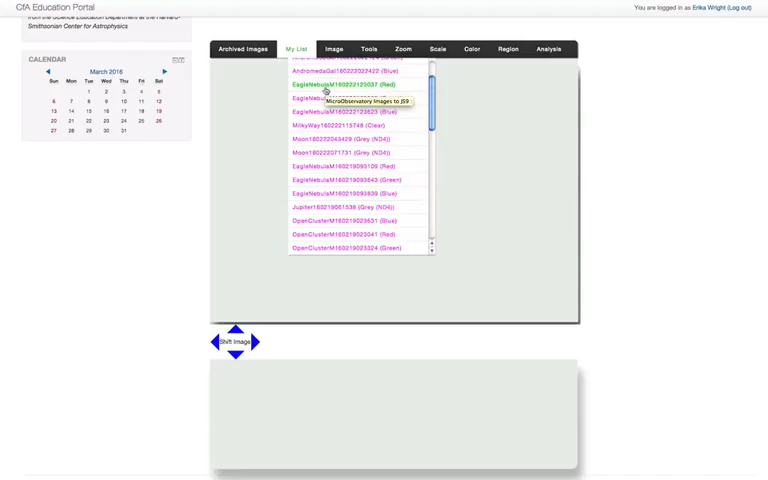 CfA Education Portal
You are logged in as Erika Wright (Log out)
from the Science Education Department at the Harvard-
Smithsonian Center for Astrophysics
CALENDAR
March 2016
Sun Mon Tue Wed Thu Fri Sat
1 2 3 4 5
6 7 8 9 10 11 12
13 14 15 16 17 18 19
20 21 22 23 24 25 26
27 28 29 30 31
Archived Images My List Image Tools Zoom Scale Color Region Analysis
AndromedaGal160222022422 (Blue)
EagleNebulaM160222123037 (Red)
EagleNebu
MicroObservatory Images to JS9
EagleNebulaM160222123623 (Blue)
MilkyWay160222115748 (Clear)
Moon160222043429 (Grey (ND4))
Moon160222071731 (Grey (ND4))
EagleNebulaM160219093109 (Red)
EagleNebulaM160219093643 (Green)
EagleNebulaM160219093839 (Blue)
Jupiter160219061538 (Grey (ND4))
OpenClusterM160219023631 (Blue)
OpenClusterM160219023041 (Red)
OpenClusterM160219023324 (Green)
Shift Image